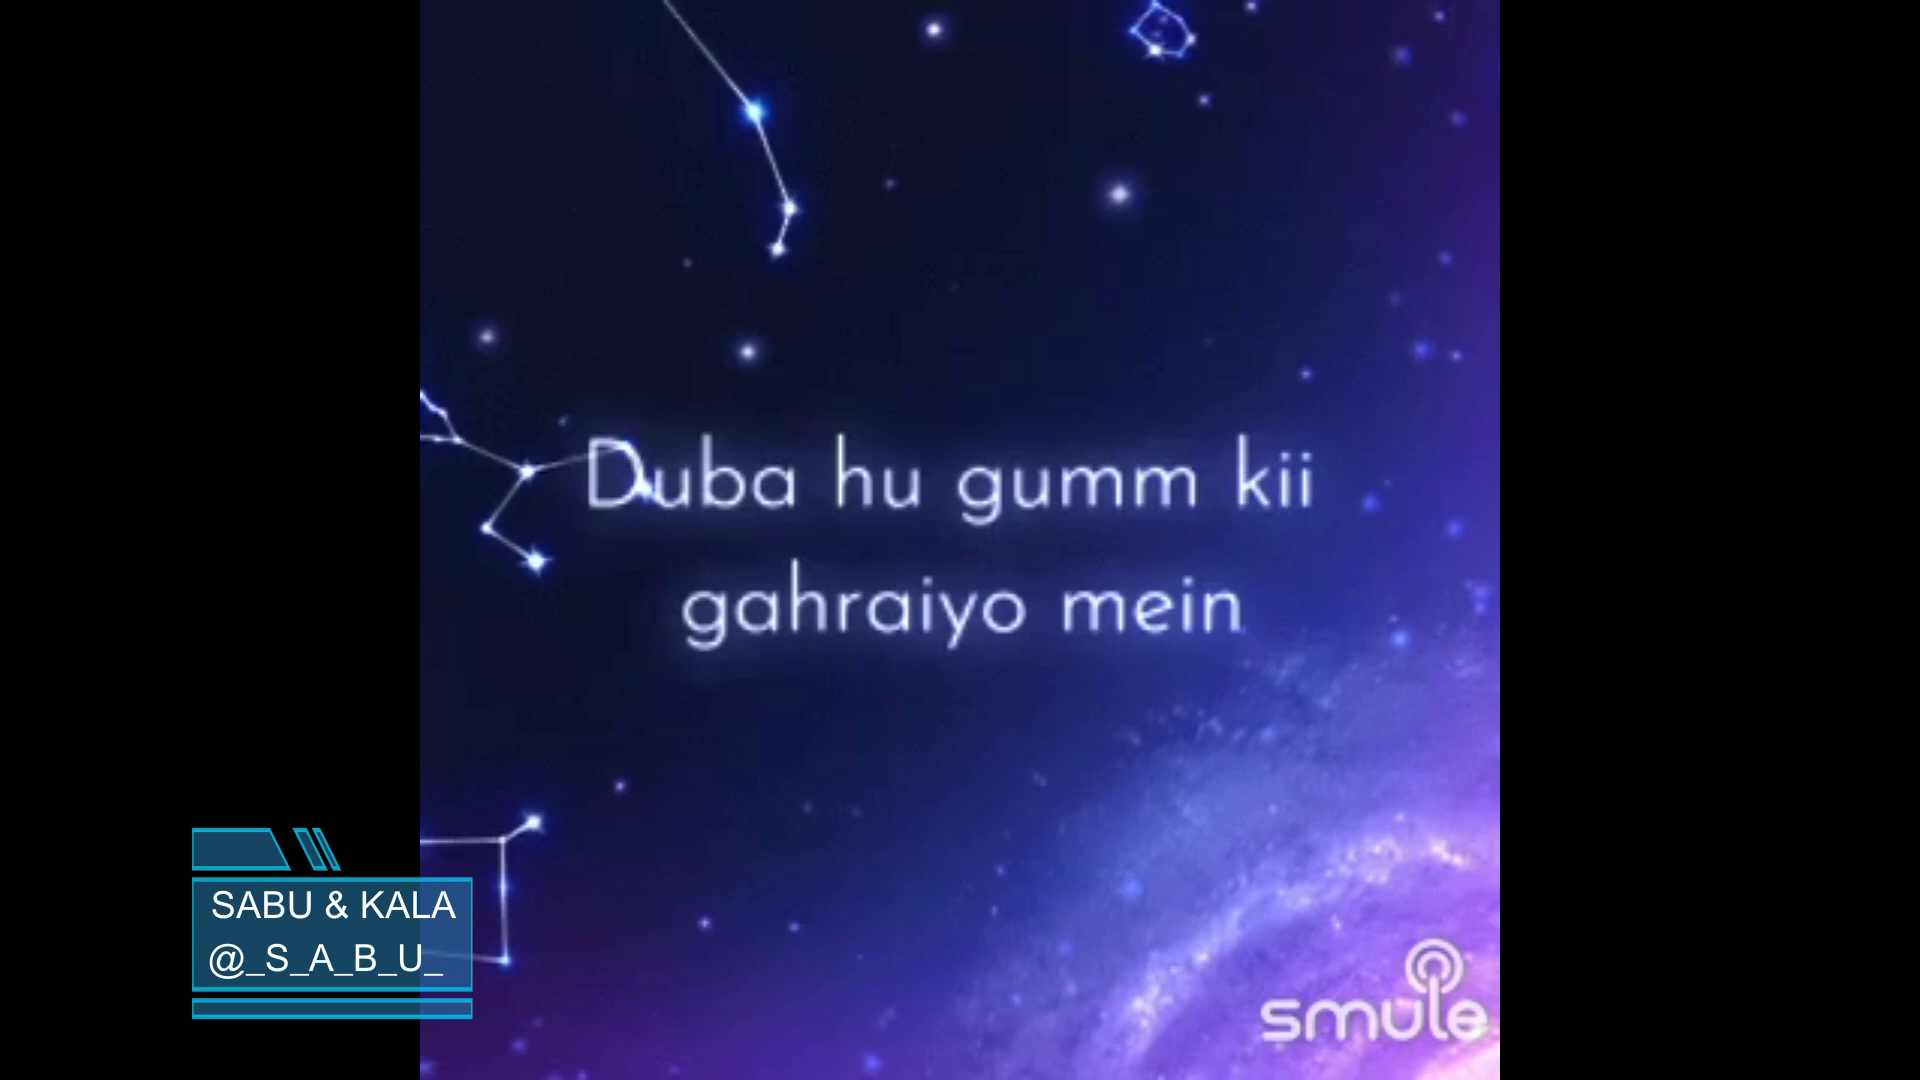 Duba hu gumm kii
gahraiyo mein
SABU & KALA
@_S_A_B_U_
smule